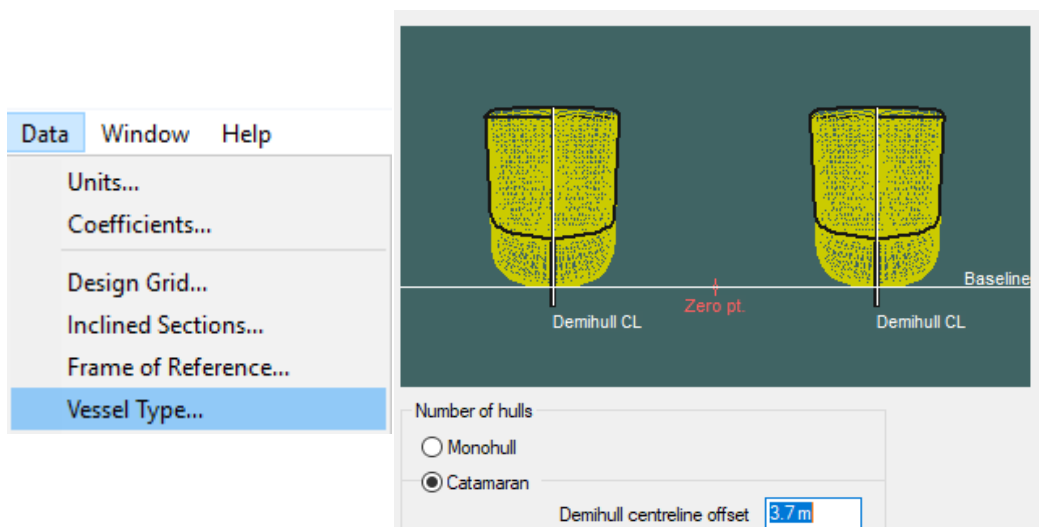 Data Window Help
Units...
Coefficients...
Design Grid...
Inclined Sections...
Frame of Reference...
Vessel Type...
Baseline
Zero pt.
Demihull CL Demihull CL
Number of hulls
Monohull
Catamaran
Demihull centreline offset 3.7 m